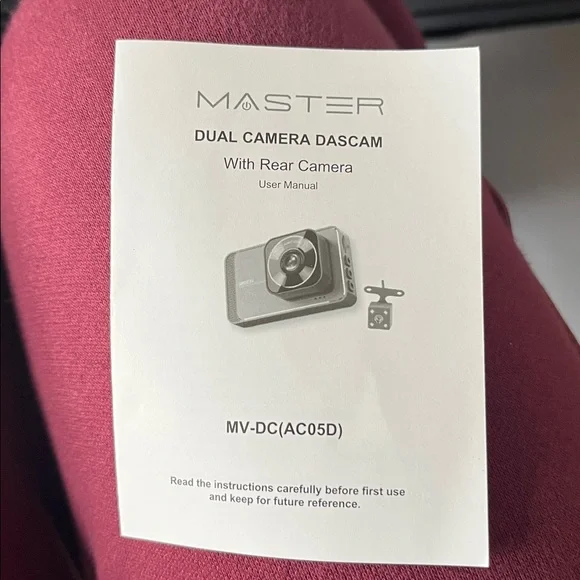 MASTER
DUAL CAMERA DASCAM
With Rear Camera
User Manual
MV-DC(AC05D)
Read the instructions carefully before first use
and keep for future reference.